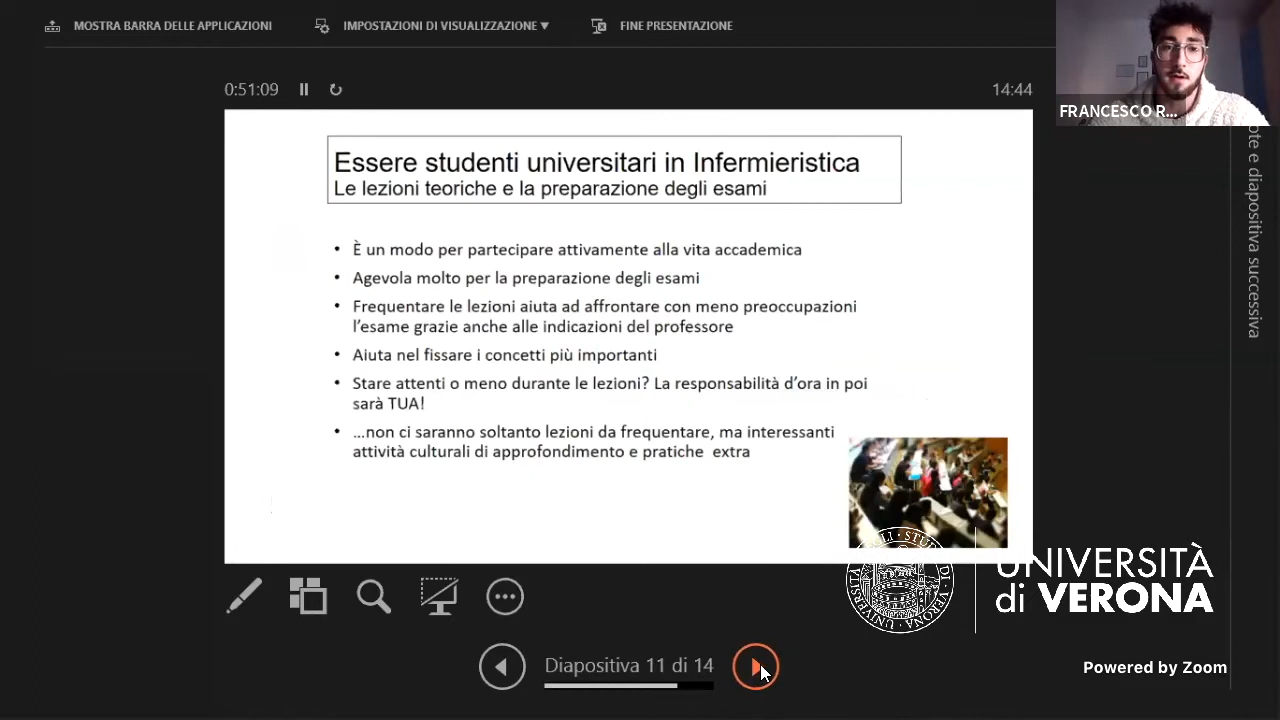 MOSTRA BARRA DELLE APPLICAZIONI
IMPOSTAZIONI DI VISUALIZZAZIONE ▼
FINE PRESENTAZIONE
FRANCESCO R...
0:51:09
14:44
Essere studenti universitari in Infermieristica
Le lezioni teoriche e la preparazione degli esami
• È un modo per partecipare attivamente alla vita accademica
• Agevola molto per la preparazione degli esami
• Frequentare le lezioni aiuta ad affrontare con meno preoccupazioni
l'esame grazie anche alle indicazioni del professore
• Aiuta nel fissare i concetti più importanti
• Stare attenti o meno durante le lezioni? La responsabilità d'ora in poi
sarà TUA!
• ...non ci saranno soltanto lezioni da frequentare, ma interessanti
attività culturali di approfondimento e pratiche extra
e diapositiva successiva
UNIVERSITÀ
di VERONA
Diapositiva 11 di 14
Powered by Zoom